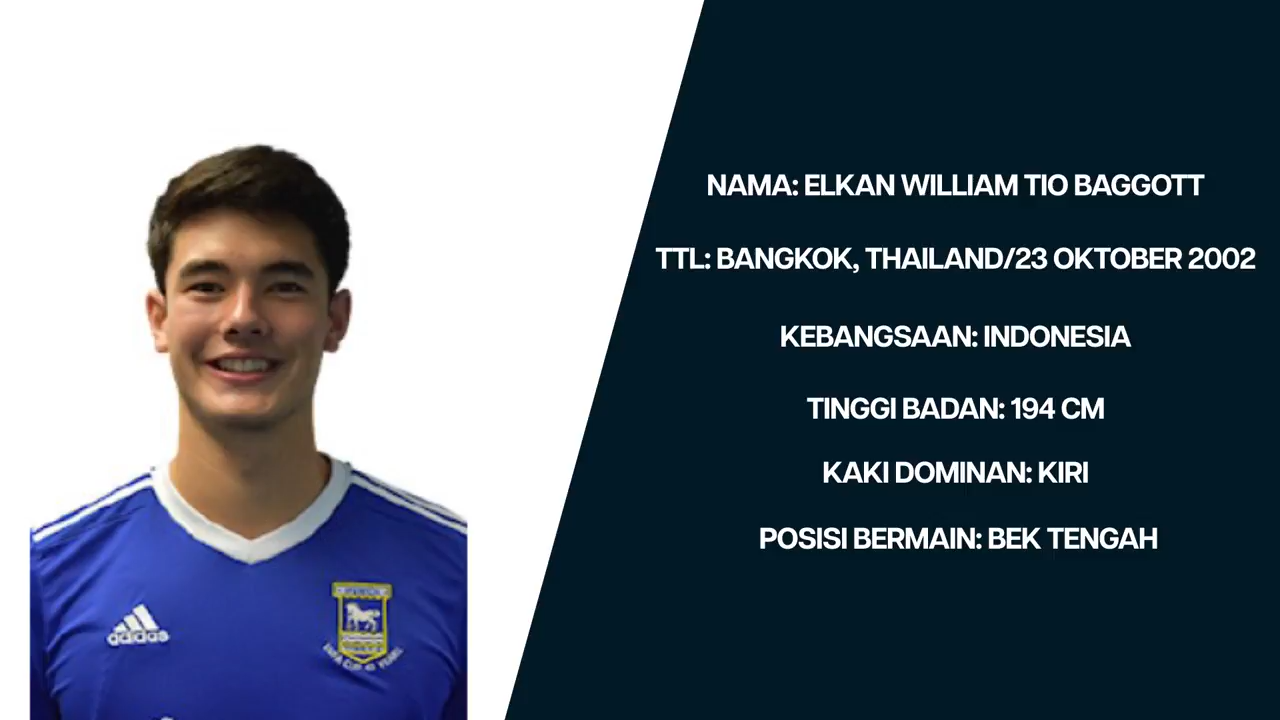 NAMA: ELKAN WILLIAM TIO BAGGOTT
TTL: BANGKOK, THAILAND/23 OKTOBER 2002
KEBANGSAAN: INDONESIA
TINGGI BADAN: 194 CM
KAKI DOMINAN: KIRI
POSISI BERMAIN: BEK TENGAH
adidas